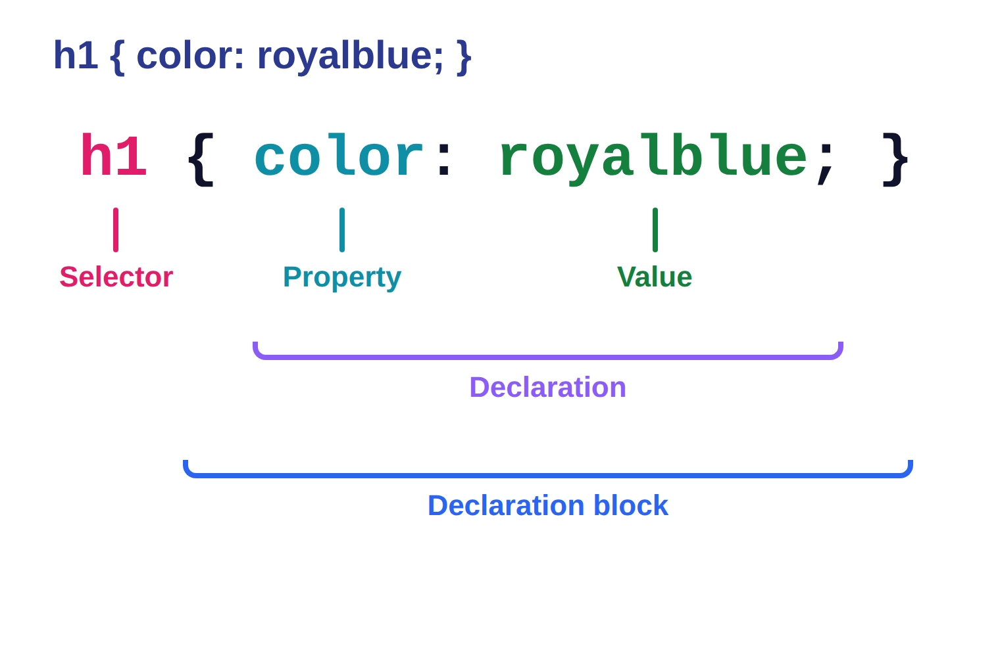 h1 { color: royalblue; }
h1 { color: royalblue; }
Selector Property Value
Declaration
Declaration block